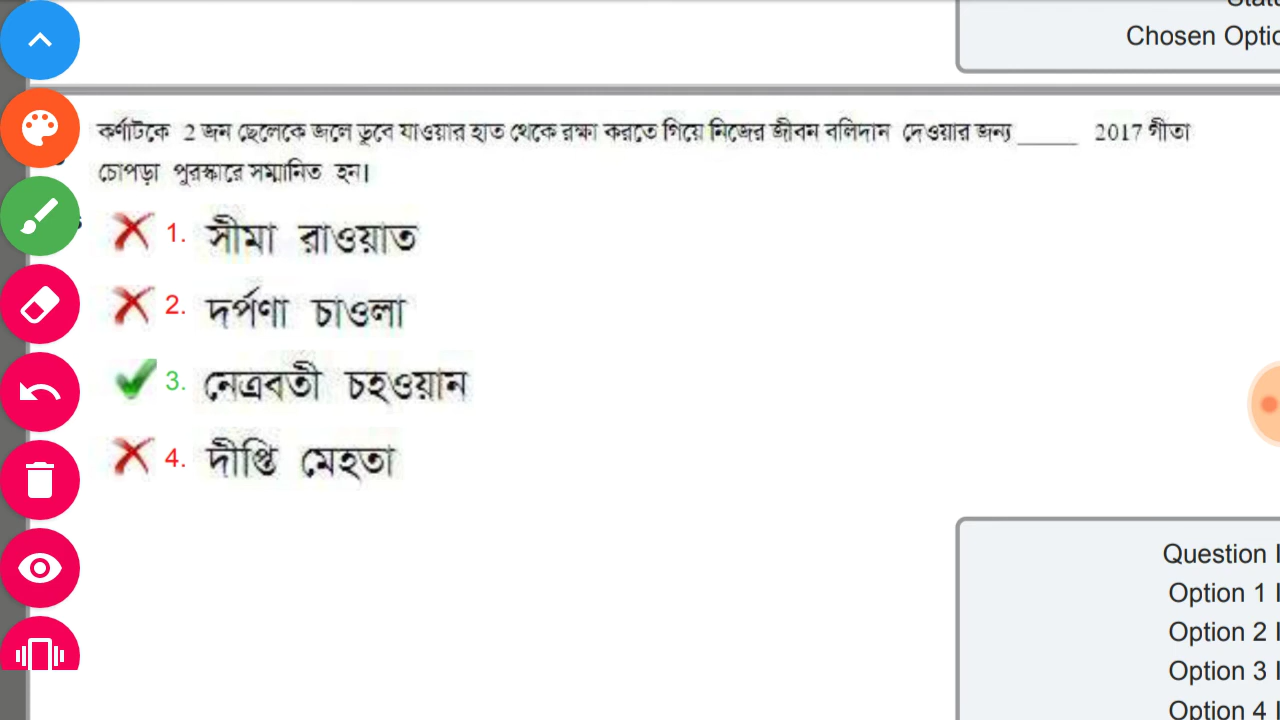 Chosen Optio
কর্ণাটকে 2 জন ছেলেকে জলে ডুবে যাওয়ার হাত থেকে রক্ষা করতে গিয়ে নিজের জীবন বলিদান দেওয়ার জন্য _____ 2017 গীতা
চোপড়া পুরস্কারে সম্মানিত হন।
1. সীমা রাওয়াত
2. দর্পণা চাওলা
3. নেত্রবতী চহওয়ান
4. দীপ্তি মেহতা
Question I
Option 1 I
Option 2 I
Option 3 I
Option 4 I